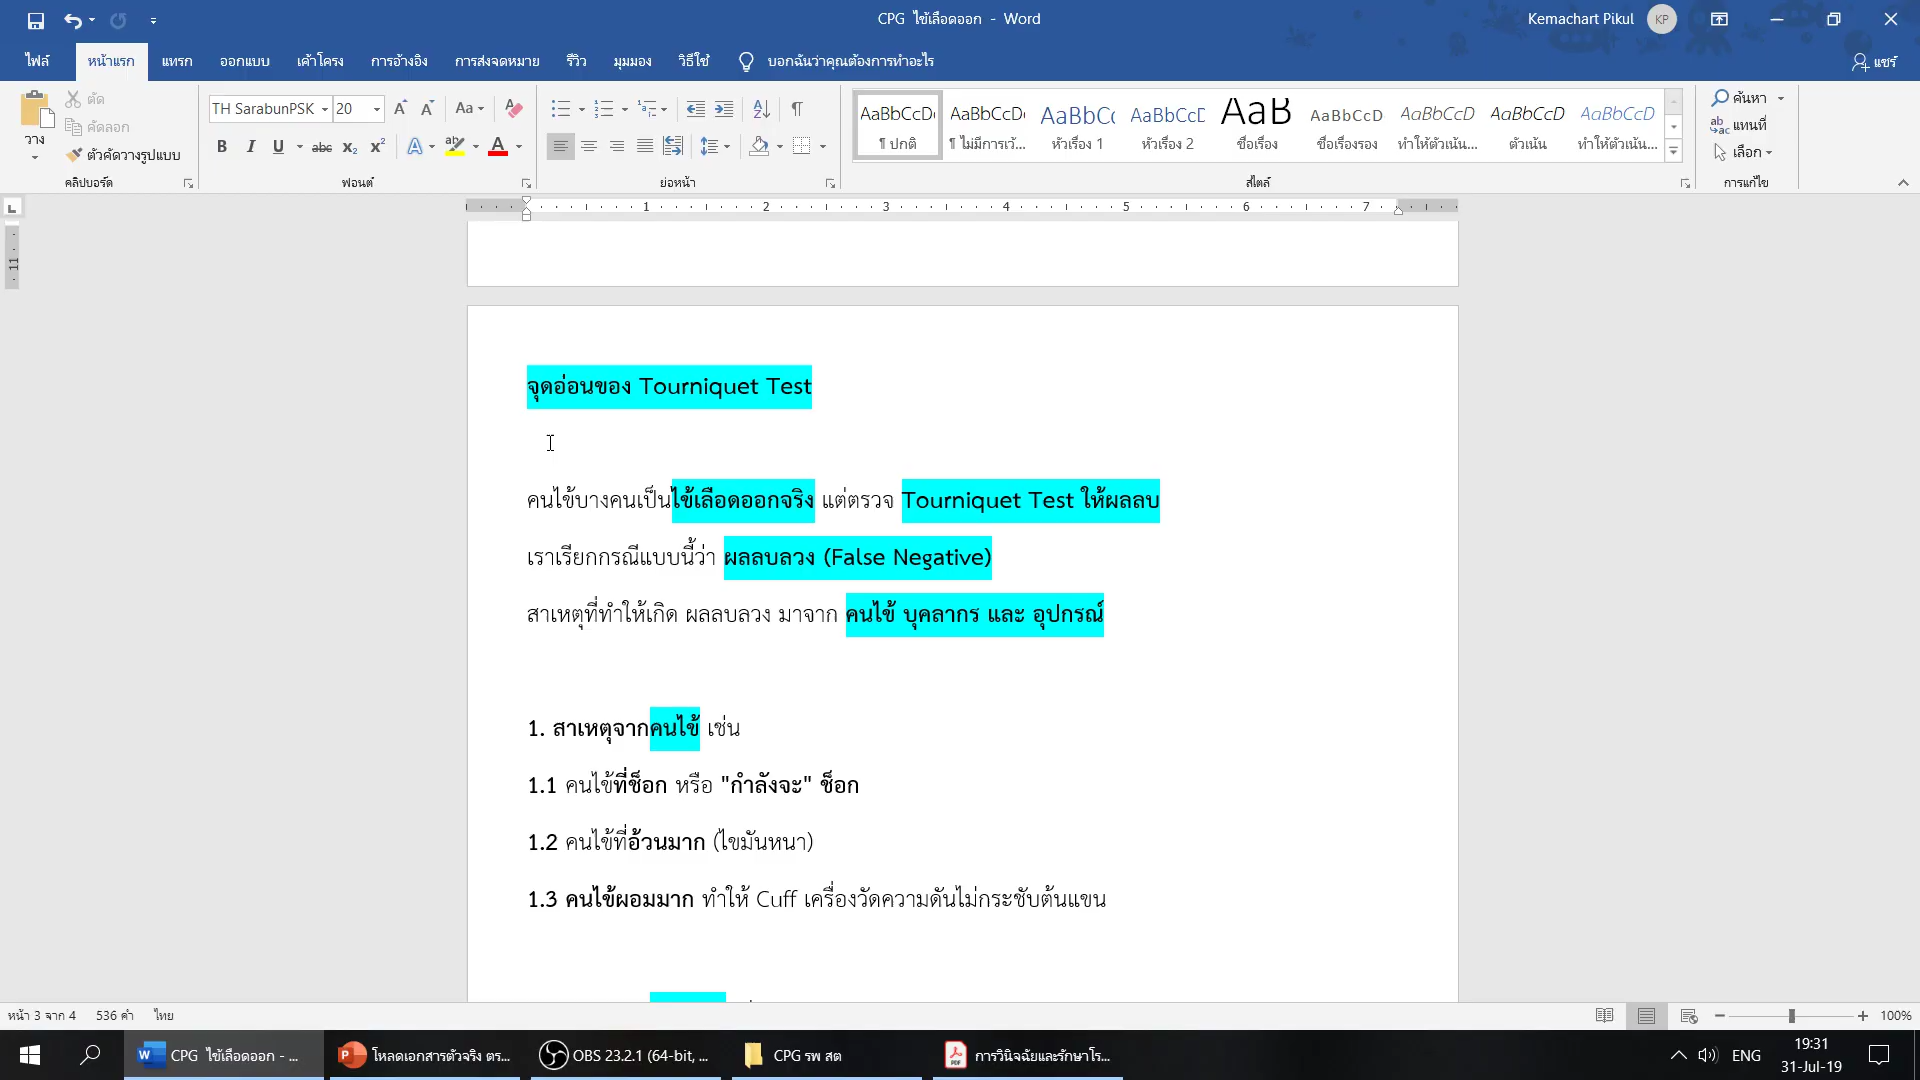 CPG ไข้เลือดออก - Word
Kemachart Pikul
KP
ไฟล์
หน้าแรก
แทรก
ออกแบบ
เค้าโครง
การอ้างอิง
การส่งจดหมาย
รีวิว
มุมมอง
วิธีใช้
บอกฉันว่าคุณต้องการทำอะไร
แชร์
วาง
ตัด
คัดลอก
ตัวคัดวางรูปแบบ
คลิปบอร์ด
TH SarabunPSK
20
ฟอนต์
ย่อหน้า
AaBbCcDd
¶ ปกติ
AaBbCcDd
¶ ไม่มีการเว้...
AaBbCc
หัวเรื่อง 1
AaBbCcD
หัวเรื่อง 2
AaB
ชื่อเรื่อง
AaBbCcD
ชื่อเรื่องรอง
AaBbCcD
ทำให้ตัวเน้น...
AaBbCcD
ตัวเน้น
AaBbCcD
ทำให้ตัวเน้น...
สไตล์
ค้นหา
แทนที่
เลือก
การแก้ไข
1 2 3 4 5 6 7
11
จุดอ่อนของ Tourniquet Test
คนไข้บางคนเป็นไข้เลือดออกจริง แต่ตรวจ Tourniquet Test ให้ผลลบ
เราเรียกกรณีแบบนี้ว่า ผลลบลวง (False Negative)
สาเหตุที่ทำให้เกิด ผลลบลวง มาจาก คนไข้ บุคลากร และ อุปกรณ์
1. สาเหตุจากคนไข้ เช่น
1.1 คนไข้ที่ช็อก หรือ "กำลังจะ" ช็อก
1.2 คนไข้ที่อ้วนมาก (ไขมันหนา)
1.3 คนไข้ผอมมาก ทำให้ Cuff เครื่องวัดความดันไม่กระชับต้นแขน
หน้า 3 จาก 4
536 คำ
ไทย
100%
CPG ไข้เลือดออก - ...
โหลดเอกสารตัวจริง ตร...
OBS 23.2.1 (64-bit, ...
CPG รพ สต
การวินิจฉัยและรักษาโร...
ENG
19:31
31-Jul-19